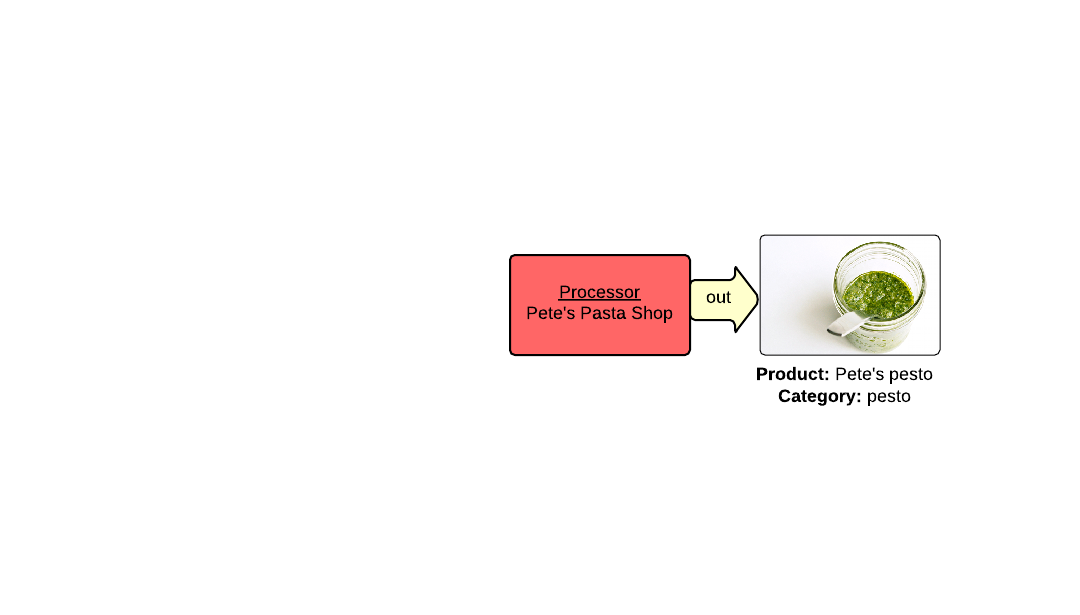 Processor
Pete's Pasta Shop
out
Product: Pete's pesto
Category: pesto